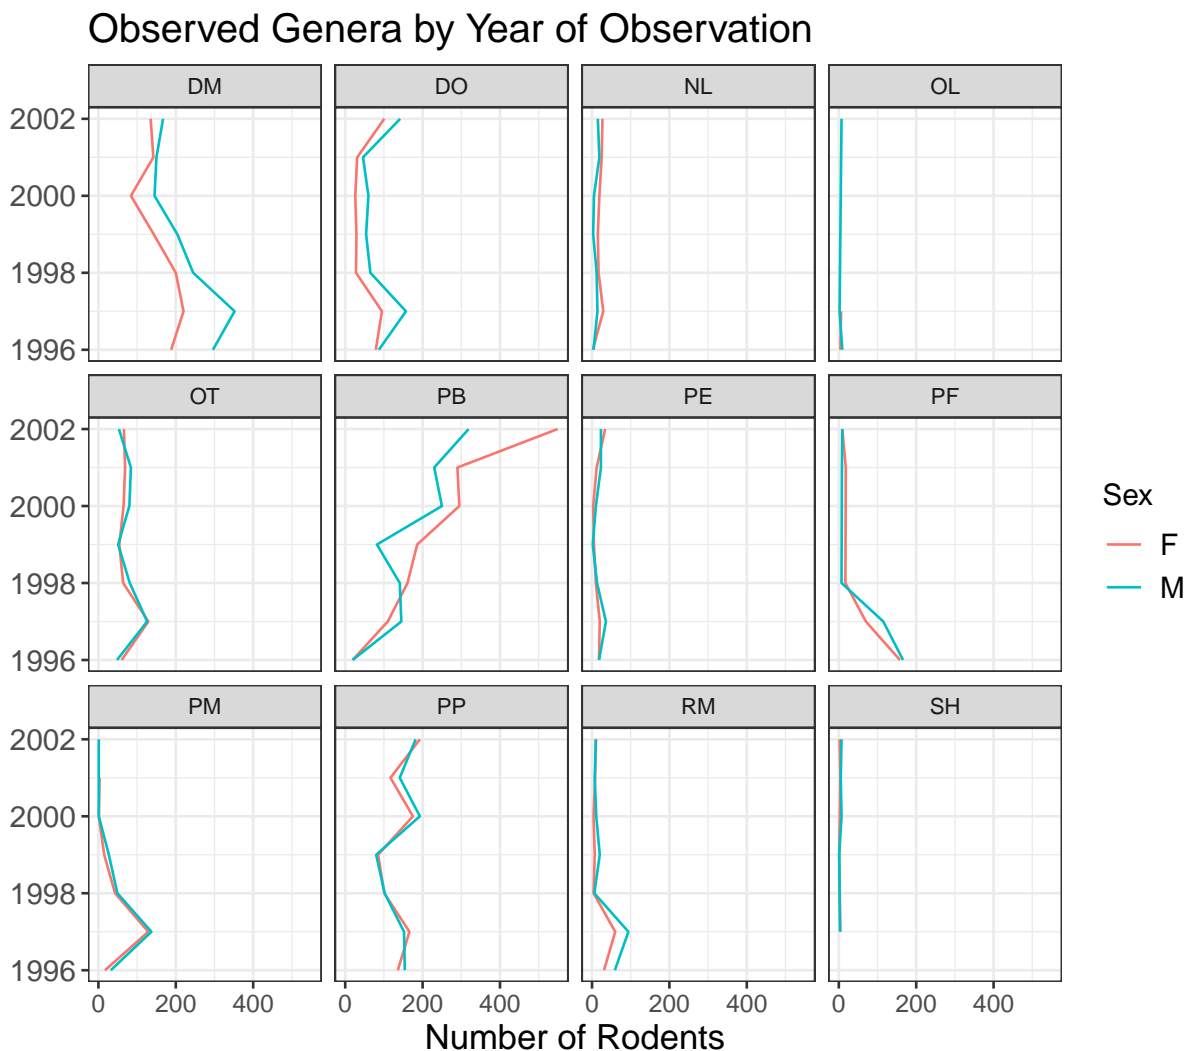 Observed Genera by Year of Observation
DM DO NL OL
2002
2000
1998
1996
OT PB PE PF
2002
2000
1998
1996
Sex
F
M
PM PP RM SH
2002
2000
1998
1996
0 200 400 0 200 400 0 200 400 0 200 400
Number of Rodents